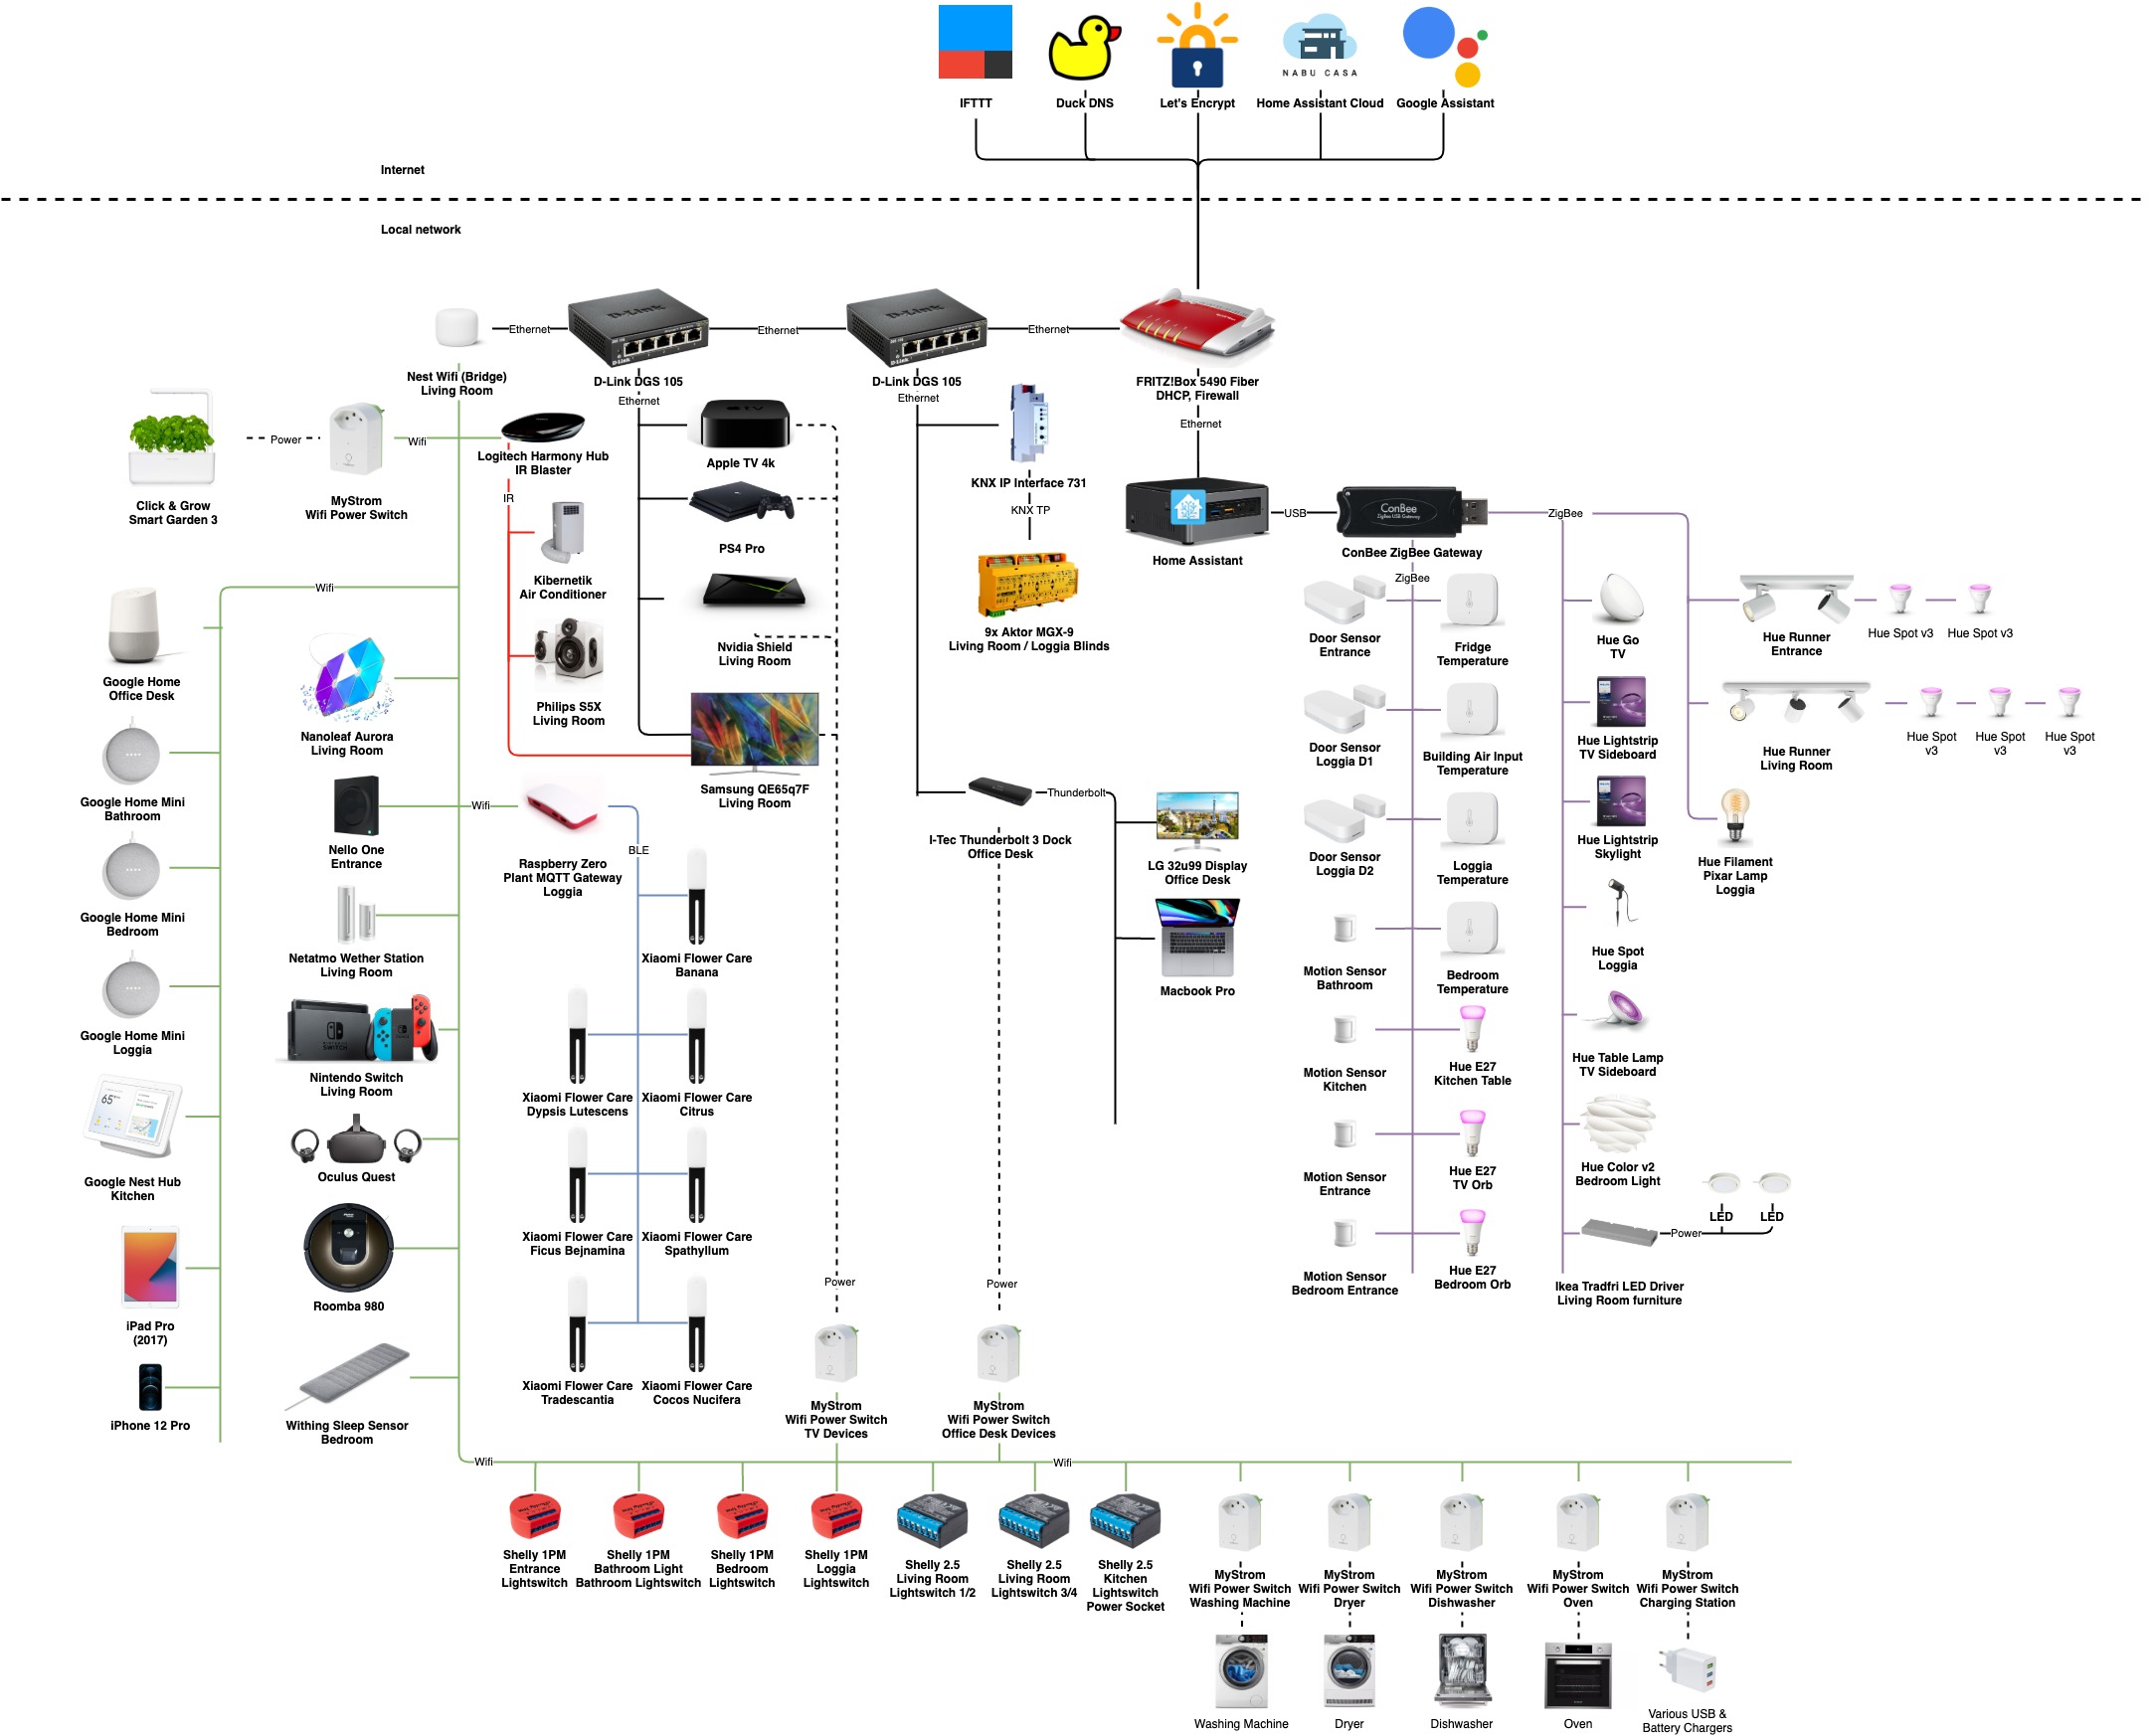 NABU CASA
IFTTT
Duck DNS
Let's Encrypt
Home Assistant Cloud
Google Assistant
Internet
Local network
Ethernet
D-Link
Ethernet
D-Link
Ethernet
Nest Wifi (Bridge)
Living Room
D-Link DGS 105
Ethernet
D-Link DGS 105
Ethernet
FRITZ!Box 5490 Fiber
DHCP, Firewall
Ethernet
Click & Grow
Smart Garden 3
Power
MyStrom
Wifi Power Switch
Wifi
Logitech Harmony Hub
IR Blaster
IR
Kibernetik
Air Conditioner
Philips S5X
Living Room
tv
Apple TV 4k
PS4 Pro
Nvidia Shield
Living Room
Samsung QE65q7F
Living Room
KNX IP Interface 731
KNX TP
9x Aktor MGX-9
Living Room / Loggia Blinds
Home Assistant
USB
ConBee
ZigBee USB Gateway
ConBee ZigBee Gateway
ZigBee
ZigBee
Wifi
Google Home
Office Desk
Google Home Mini
Bathroom
Google Home Mini
Bedroom
Google Home Mini
Loggia
65°
Google Nest Hub
Kitchen
iPad Pro
(2017)
iPhone 12 Pro
Nanoleaf Aurora
Living Room
Nello One
Entrance
Netatmo Wether Station
Living Room
SWITCH
Nintendo Switch
Living Room
Oculus Quest
Roomba 980
Withing Sleep Sensor
Bedroom
Wifi
Raspberry Zero
Plant MQTT Gateway
Loggia
BLE
Xiaomi Flower Care
Banana
Xiaomi Flower Care
Dypsis Lutescens
Xiaomi Flower Care
Citrus
Xiaomi Flower Care
Ficus Bejnamina
Xiaomi Flower Care
Spathyllum
Xiaomi Flower Care
Tradescantia
Xiaomi Flower Care
Cocos Nucifera
I-Tec Thunderbolt 3 Dock
Office Desk
Thunderbolt
LG 32u99 Display
Office Desk
Macbook Pro
Power
MyStrom
Wifi Power Switch
TV Devices
Power
MyStrom
Wifi Power Switch
Office Desk Devices
Door Sensor
Entrance
Fridge
Temperature
Door Sensor
Loggia D1
Building Air Input
Temperature
Door Sensor
Loggia D2
Loggia
Temperature
Motion Sensor
Bathroom
Bedroom
Temperature
Motion Sensor
Kitchen
Hue E27
Kitchen Table
Motion Sensor
Entrance
Hue E27
TV Orb
Motion Sensor
Bedroom Entrance
Hue E27
Bedroom Orb
Hue Go
TV
Hue Lightstrip
TV Sideboard
Hue Lightstrip
Skylight
Hue Spot
Loggia
Hue Table Lamp
TV Sideboard
Hue Color v2
Bedroom Light
Ikea Tradfri LED Driver
Living Room furniture
Power
LED
LED
Hue Runner
Entrance
Hue Spot v3
Hue Spot v3
Hue Runner
Living Room
Hue Spot
v3
Hue Spot
v3
Hue Spot
v3
Hue Filament
Pixar Lamp
Loggia
Wifi
Wifi
Shelly 1PM
Entrance
Lightswitch
Shelly 1PM
Bathroom Light
Bathroom Lightswitch
Shelly 1PM
Bedroom
Lightswitch
Shelly 1PM
Loggia
Lightswitch
Shelly 2.5
Living Room
Lightswitch 1/2
Shelly 2.5
Living Room
Lightswitch 3/4
Shelly 2.5
Kitchen
Lightswitch
Power Socket
MyStrom
Wifi Power Switch
Washing Machine
MyStrom
Wifi Power Switch
Dryer
MyStrom
Wifi Power Switch
Dishwasher
MyStrom
Wifi Power Switch
Oven
MyStrom
Wifi Power Switch
Charging Station
Washing Machine
Dryer
Dishwasher
Oven
Various USB &
Battery Chargers